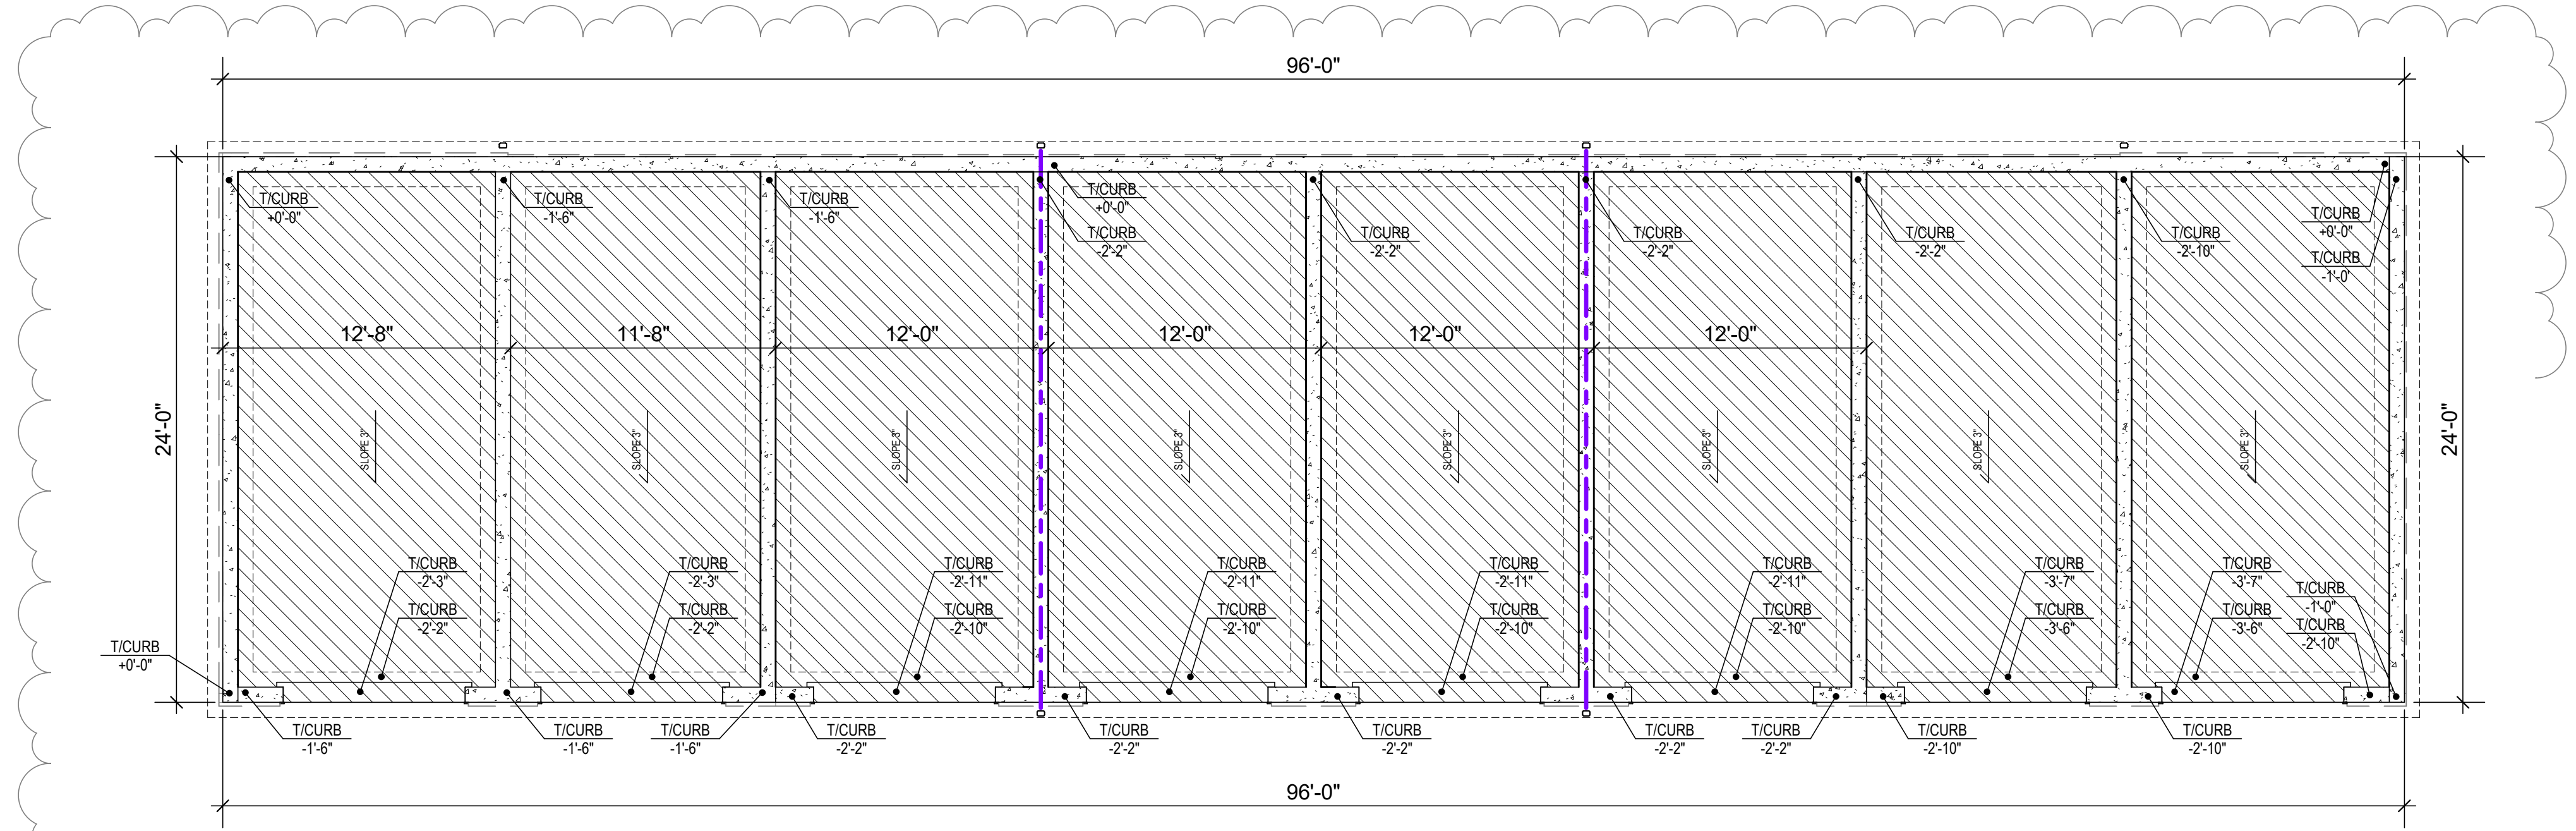 96'-0"
T/CURB
+0'-0"
T/CURB
-1'-6"
T/CURB
-1'-6"
T/CURB
+0'-0"
T/CURB
-2'-2"
T/CURB
-2'-2"
T/CURB
-2'-2"
T/CURB
-2'-2"
T/CURB
-2'-10"
T/CURB
+0'-0"
T/CURB
-1'-0'
12'-8"
11'-8"
12'-0"
12'-0"
12'-0"
12'-0"
24'-0"
SLOPE 3"
SLOPE 3"
SLOPE 3"
SLOPE 3"
SLOPE 3"
SLOPE 3"
SLOPE 3"
SLOPE 3"
24'-0"
T/CURB
-2'-3"
T/CURB
-2'-2"
T/CURB
-2'-3"
T/CURB
-2'-2"
T/CURB
-2'-11"
T/CURB
-2'-10"
T/CURB
-2'-11"
T/CURB
-2'-10"
T/CURB
-2'-11"
T/CURB
-2'-10"
T/CURB
-2'-11"
T/CURB
-2'-10"
T/CURB
-3'-7"
T/CURB
-3'-6"
T/CURB
-3'-7"
T/CURB
-3'-6"
T/CURB
-1'-0"
T/CURB
-2'-10"
T/CURB
+0'-0"
T/CURB
-1'-6"
T/CURB
-1'-6"
T/CURB
-1'-6"
T/CURB
-2'-2"
T/CURB
-2'-2"
T/CURB
-2'-2"
T/CURB
-2'-2"
T/CURB
-2'-2"
T/CURB
-2'-10"
T/CURB
-2'-10"
96'-0"